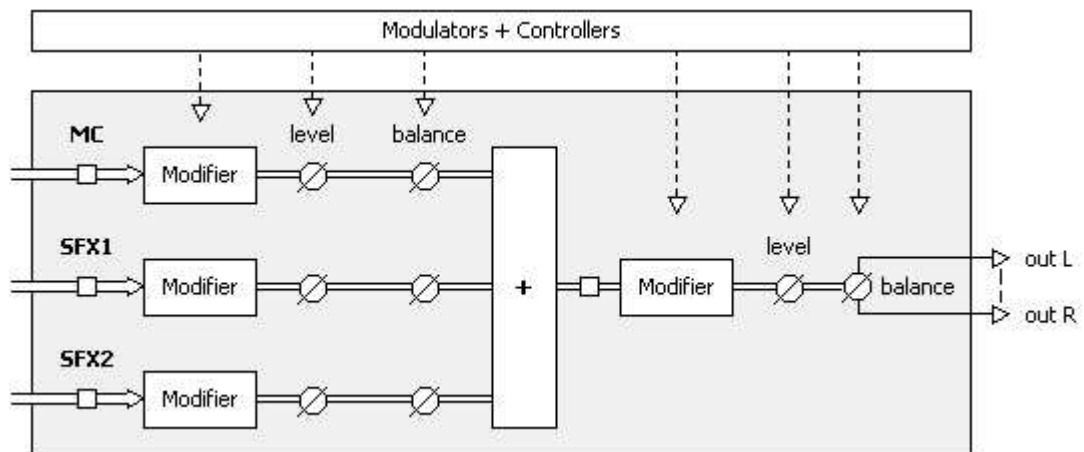 Modulators + Controllers
MC
level
balance
Modifier
SFX1
Modifier
+
Modifier
level
balance
out L
out R
SFX2
Modifier